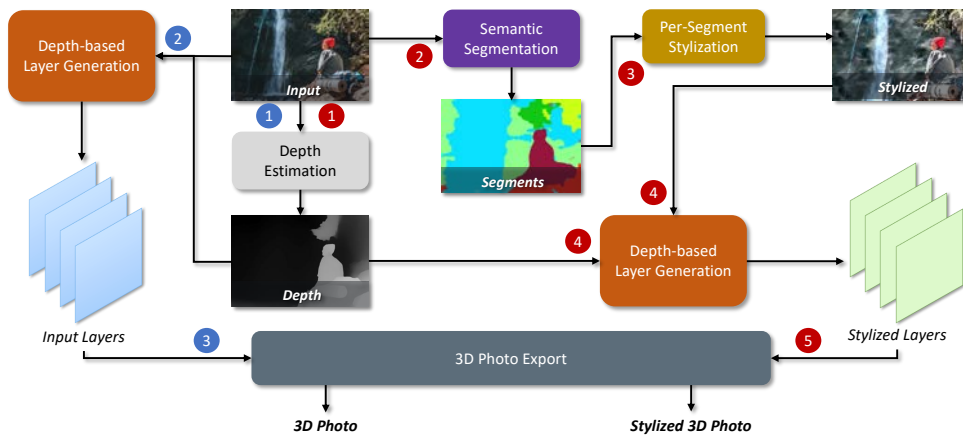 Depth-based
Layer Generation
2
Input
2
Semantic
Segmentation
Per-Segment
Stylization
3
Stylized
1
1
Depth
Estimation
Segments
4
4
Depth-based
Layer Generation
Depth
Input Layers
Stylized Layers
3
3D Photo Export
5
3D Photo
Stylized 3D Photo